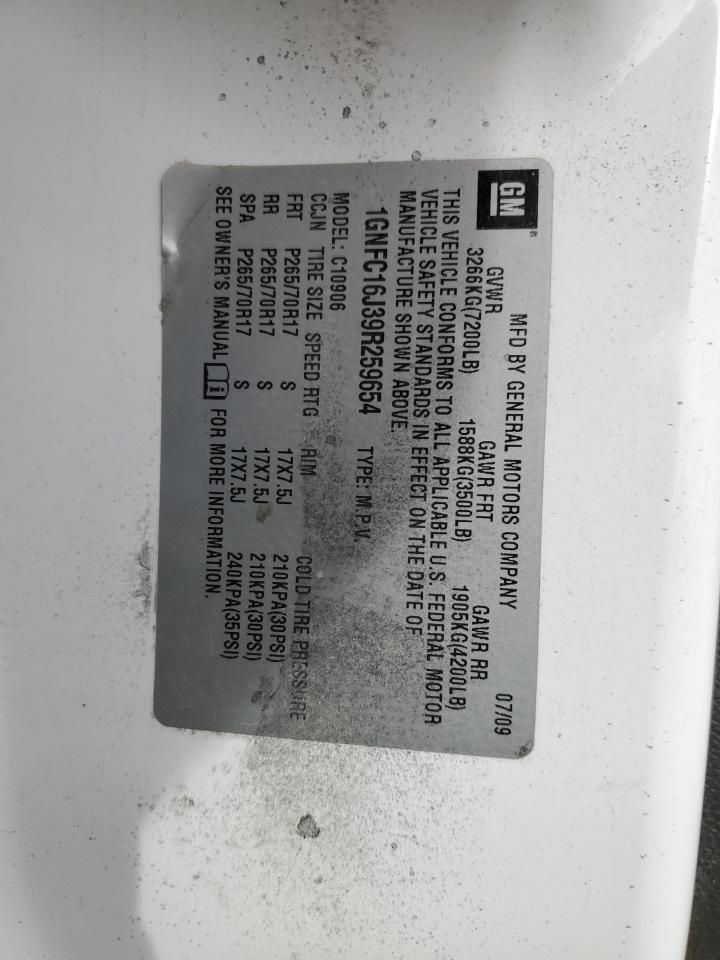 GM ®
MFD BY GENERAL MOTORS COMPANY 07/09
GVWR GAWR FRT GAWR RR
3266KG(7200LB) 1588KG(3500LB) 1905KG(4200LB)
THIS VEHICLE CONFORMS TO ALL APPLICABLE U.S. FEDERAL MOTOR
VEHICLE SAFETY STANDARDS IN EFFECT ON THE DATE OF
MANUFACTURE SHOWN ABOVE.
1GNFC16J39R259654 TYPE: M.P.V.
MODEL: C10906
CCJN TIRE SIZE SPEED RTG RIM COLD TIRE PRESSURE
FRT P265/70R17 S 17X7.5J 210KPA(30PSI)
RR P265/70R17 S 17X7.5J 210KPA(30PSI)
SPA P265/70R17 S 17X7.5J 240KPA(35PSI)
SEE OWNER'S MANUAL i FOR MORE INFORMATION.